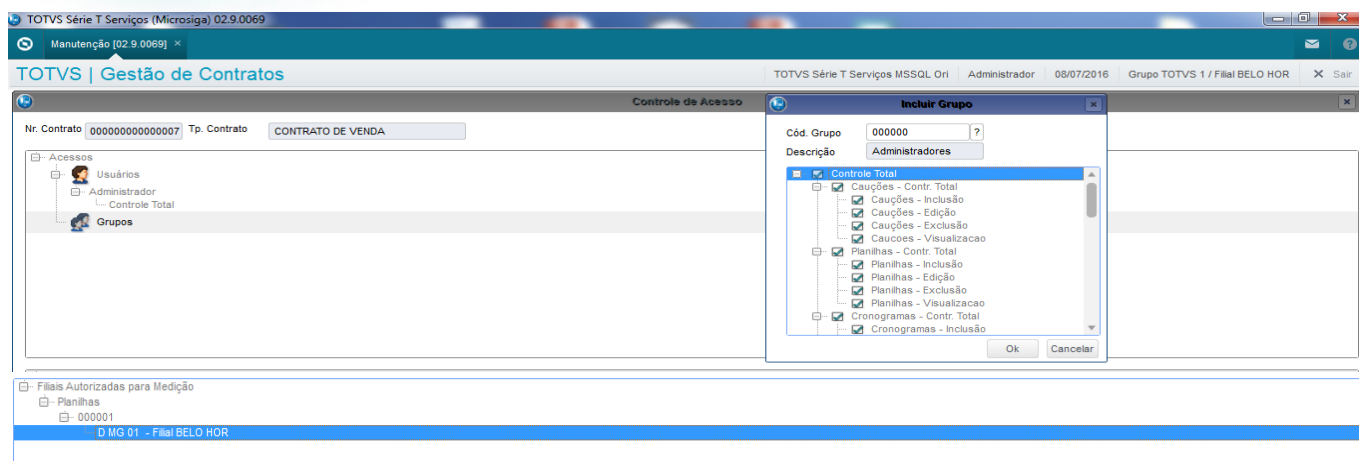 TOTVS Série T Serviços (Microsiga) 02.9.0069
Manutenção [02.9.0069] ×
TOTVS | Gestão de Contratos
TOTVS Série T Serviços MSSQL Ori Administrador 08/07/2016 Grupo TOTVS 1 / Filial BELO HOR Sair
Controle de Acesso
Nr. Contrato 000000000000007 Tp. Contrato CONTRATO DE VENDA
Acessos
Usuários
Administrador
Controle Total
Grupos
Incluir Grupo
Cód. Grupo 000000 ?
Descrição Administradores
Controle Total
Cauções - Contr. Total
Cauções - Inclusão
Cauções - Edição
Cauções - Exclusão
Caucoes - Visualizacao
Planilhas - Contr. Total
Planilhas - Inclusão
Planilhas - Edição
Planilhas - Exclusão
Planilhas - Visualizacao
Cronogramas - Contr. Total
Cronogramas - Inclusão
Ok Cancelar
Filiais Autorizadas para Medição
Planilhas
000001
D MG 01 - Filial BELO HOR